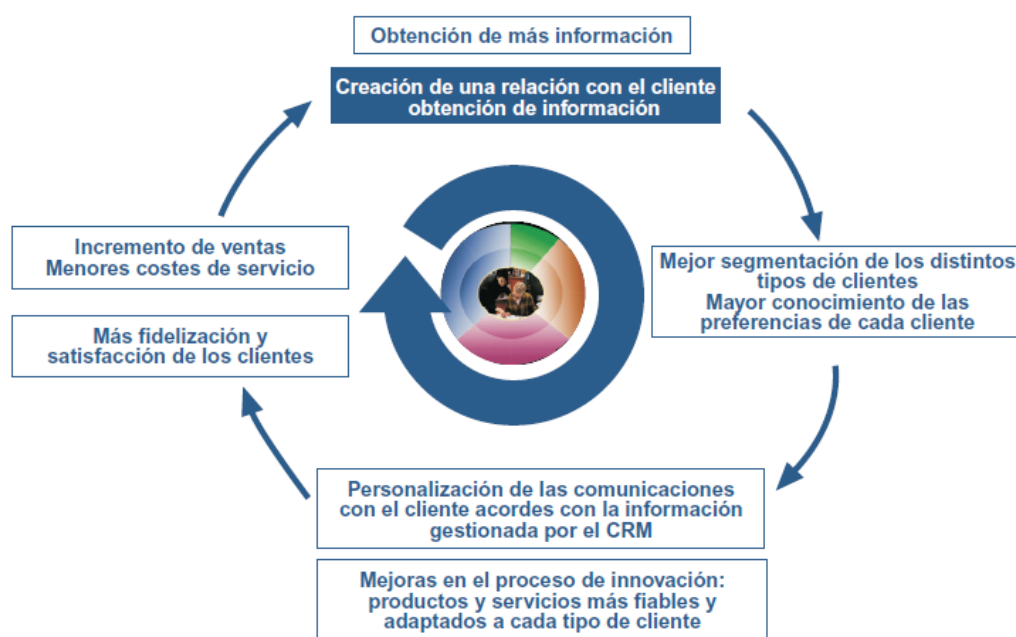 Obtención de más información
Creación de una relación con el cliente
obtención de información
Incremento de ventas
Menores costes de servicio
Mejor segmentación de los distintos
tipos de clientes
Mayor conocimiento de las
preferencias de cada cliente
Más fidelización y
satisfacción de los clientes
Personalización de las comunicaciones
con el cliente acordes con la información
gestionada por el CRM
Mejoras en el proceso de innovación:
productos y servicios más fiables y
adaptados a cada tipo de cliente